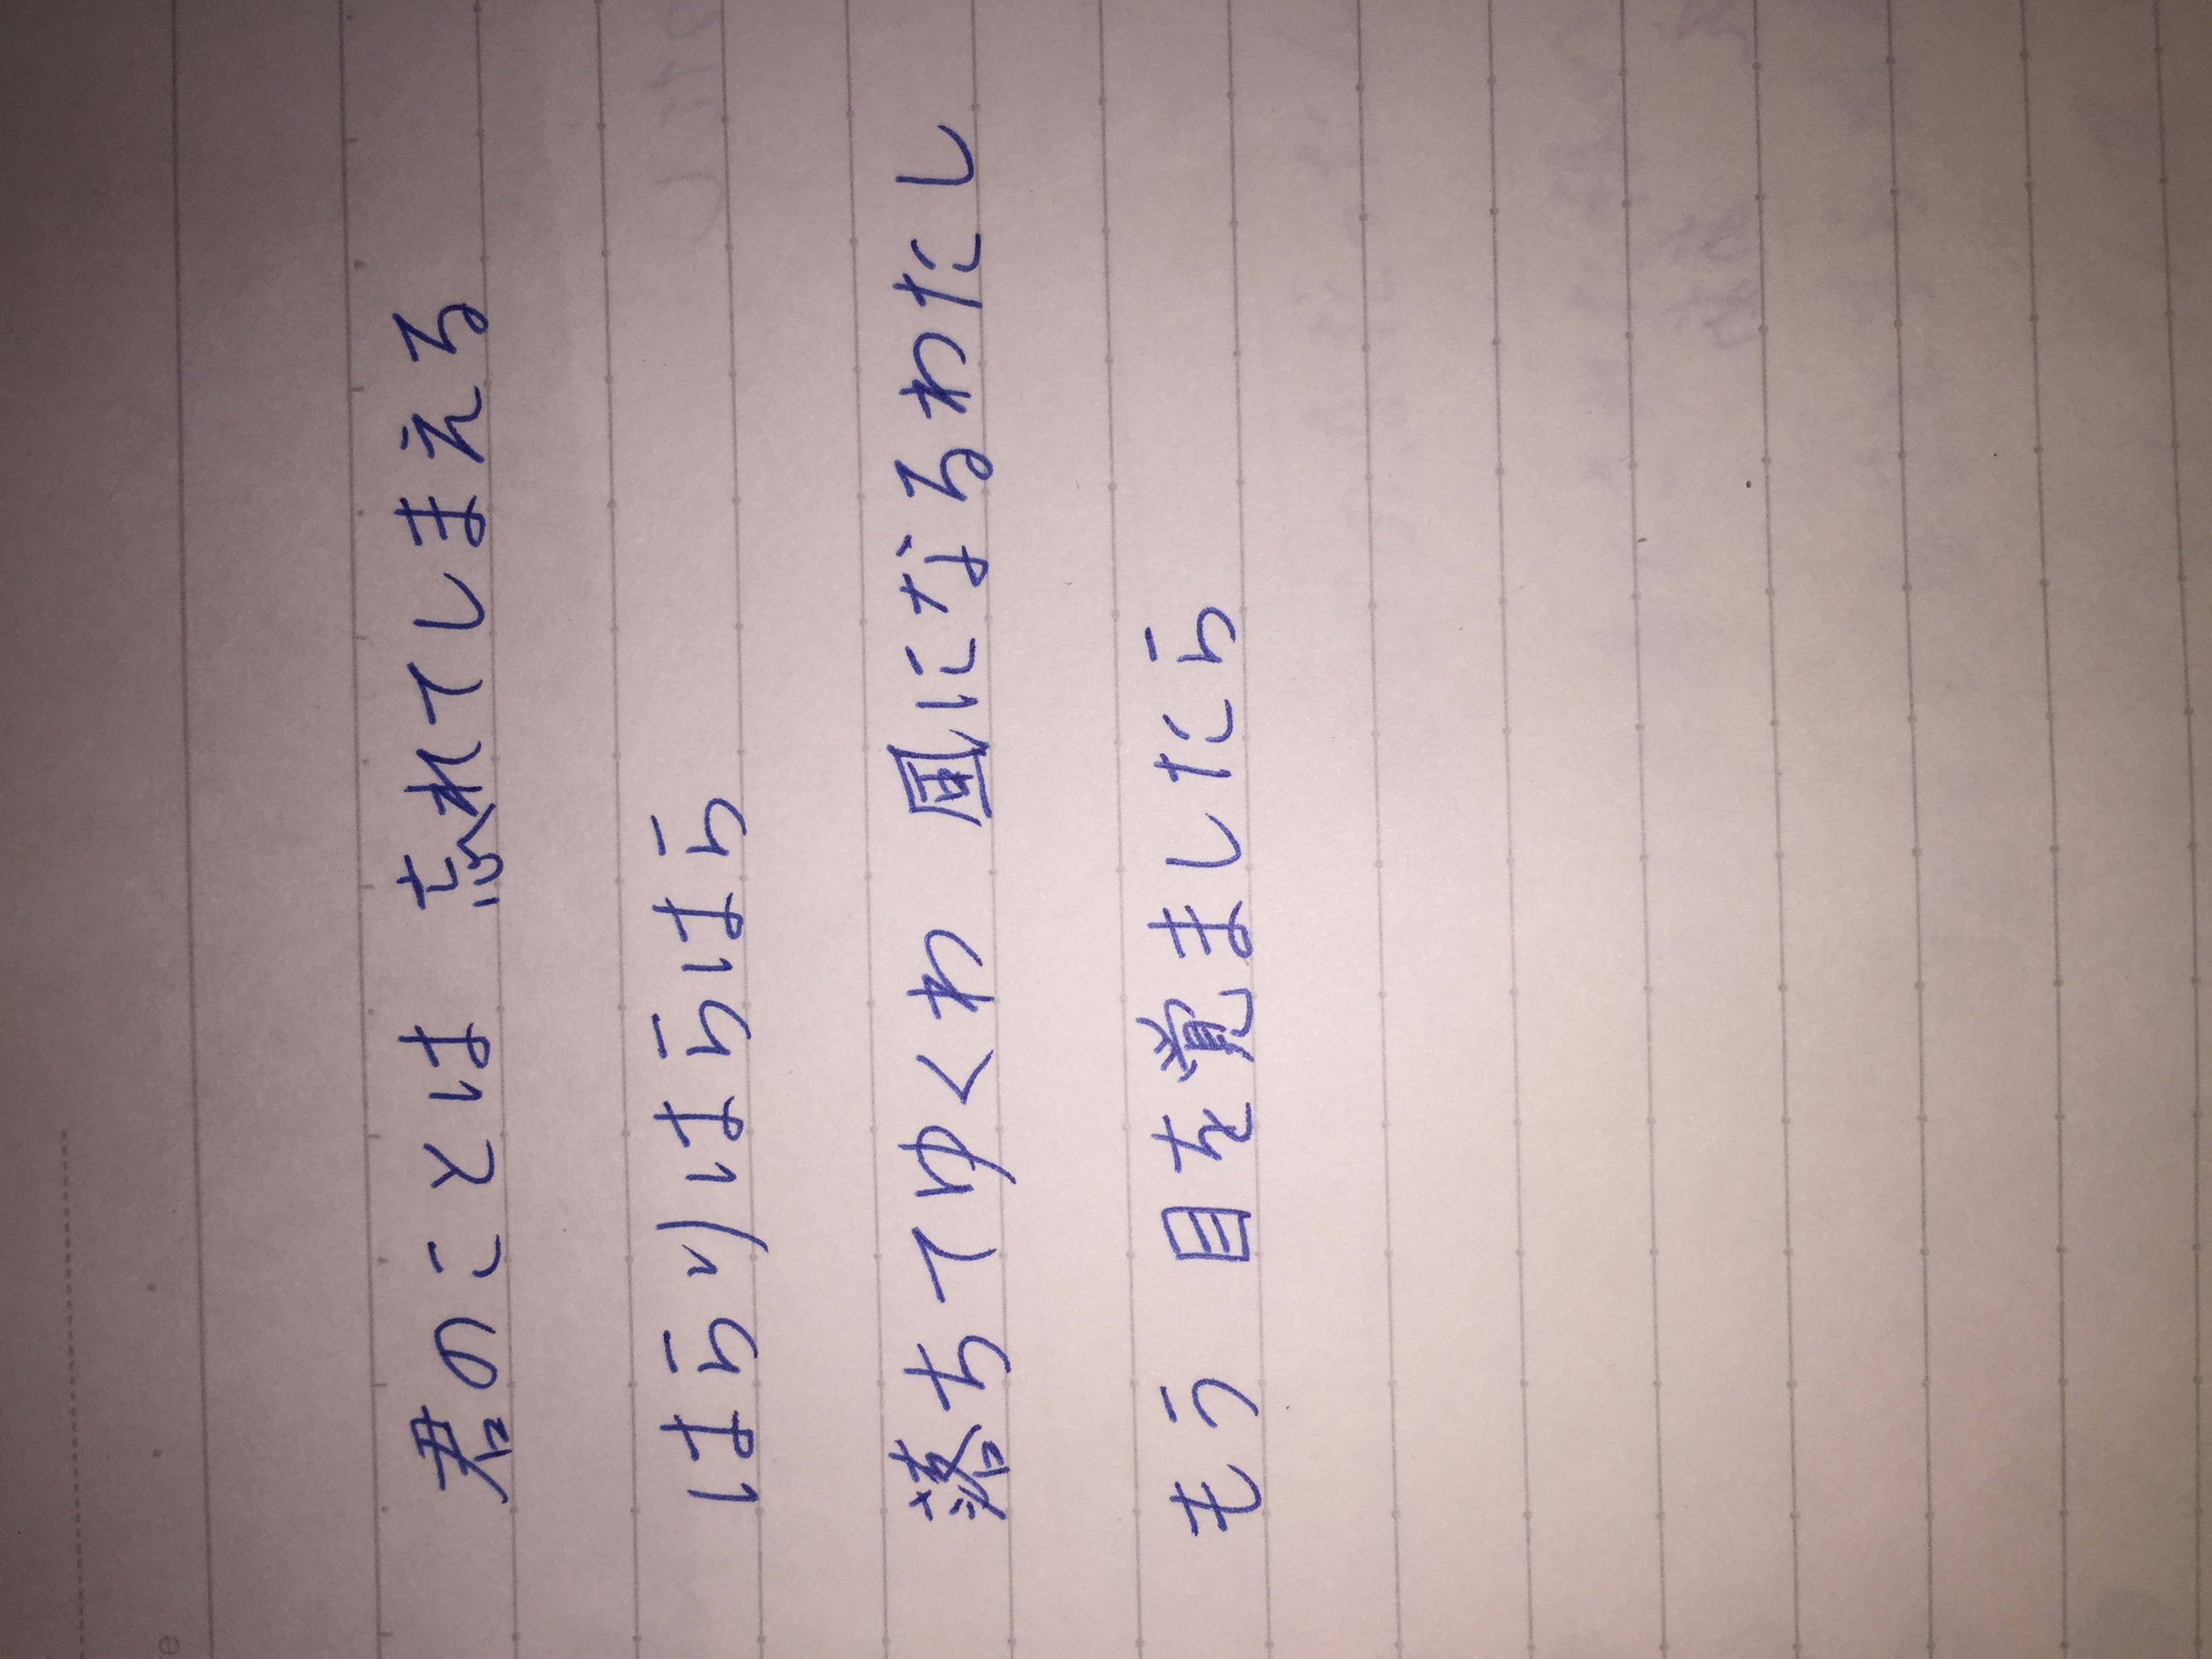 君のことは 忘れてしまえる
はらりはらはら
落ちてゆくわ 風になるわたし
もう 目を覚ましたら